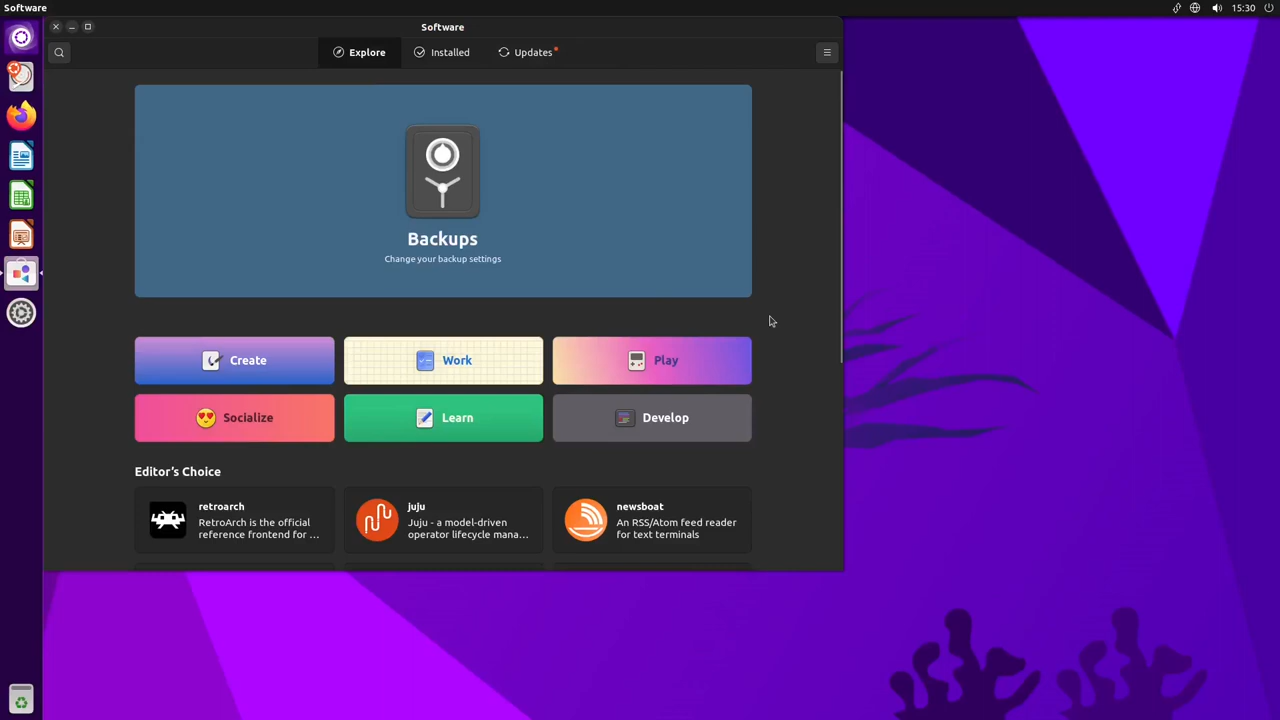 Software
15:30
Software
Explore
Installed
Updates
Backups
Change your backup settings
Create
Work
Play
Socialize
Learn
Develop
Editor’s Choice
retroarch
RetroArch is the official
reference frontend for …
juju
Juju - a model-driven
operator lifecycle mana…
newsboat
An RSS/Atom feed reader
for text terminals